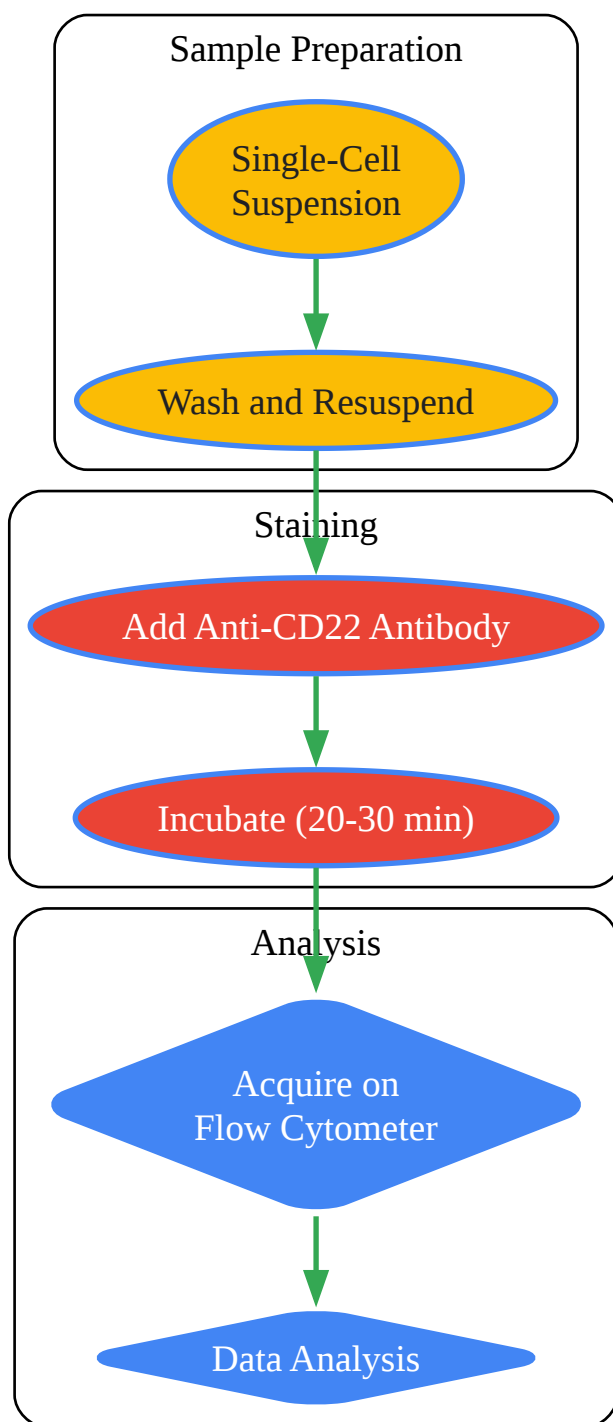 Sample Preparation
Single-Cell
Suspension
Wash and Resuspend
Staining
Add Anti-CD22 Antibody
Incubate (20-30 min)
Analysis
Acquire on
Flow Cytometer
Data Analysis